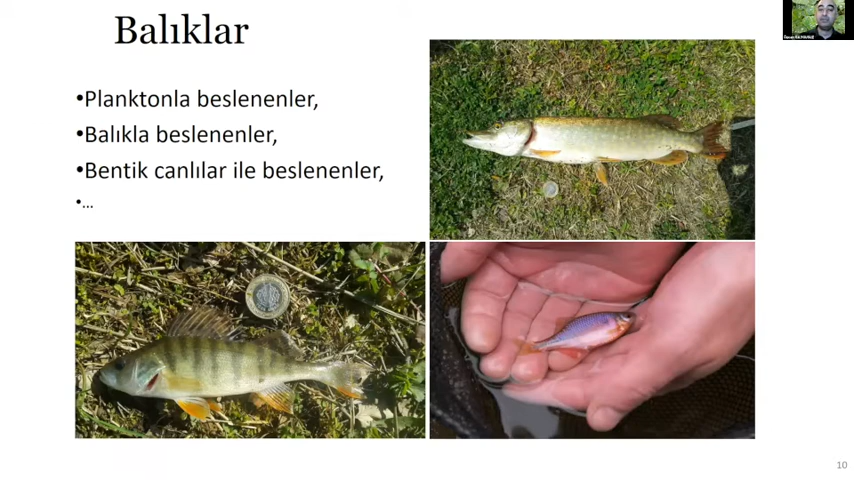 Balıklar
•Planktonla beslenenler,
•Balıkla beslenenler,
•Bentik canlılar ile beslenenler,
•...
10